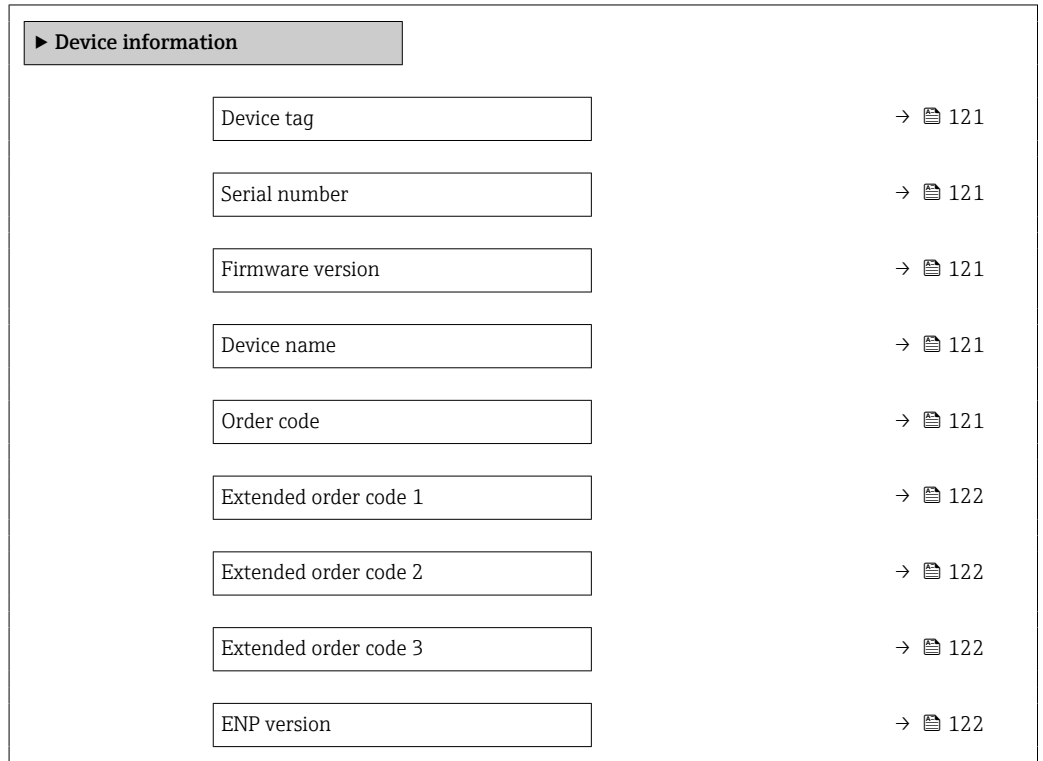 ▶ Device information
Device tag → 121
Serial number → 121
Firmware version → 121
Device name → 121
Order code → 121
Extended order code 1 → 122
Extended order code 2 → 122
Extended order code 3 → 122
ENP version → 122